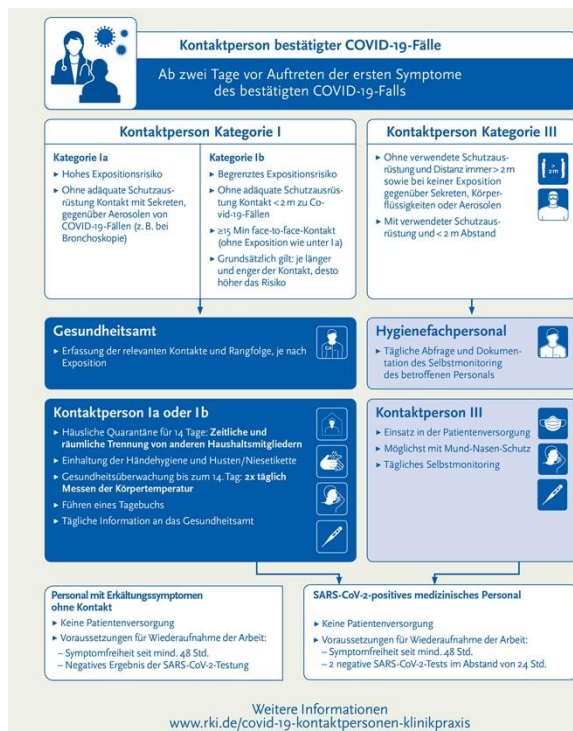 Kontaktperson bestätigter COVID-19-Fälle
Ab zwei Tage vor Auftreten der ersten Symptome
des bestätigten COVID-19-Falls
Kontaktperson Kategorie I
Kategorie Ia
▸ Hohes Expositionsrisiko
▸ Ohne adäquate Schutzaus-
rüstung Kontakt mit Sekreten,
gegenüber Aerosolen von
COVID-19-Fällen (z. B. bei
Bronchoskopie)
Kategorie Ib
▸ Begrenztes Expositionsrisiko
▸ Ohne adäquate Schutzausrüs-
tung Kontakt < 2 m zu Co-
vid-19-Fällen
▸ ≥15 Min face-to-face-Kontakt
(ohne Exposition wie unter Ia)
▸ Grundsätzlich gilt: je länger
und enger der Kontakt, desto
höher das Risiko
Kontaktperson Kategorie III
▸ Ohne verwendete Schutzaus-
rüstung und Distanz immer > 2 m
sowie bei keiner Exposition
gegenüber Sekreten, Körper-
flüssigkeiten oder Aerosolen
▸ Mit verwendeter Schutzaus-
rüstung und < 2 m Abstand
>
2 m
Gesundheitsamt
▸ Erfassung der relevanten Kontakte und Rangfolge, je nach
Exposition
GA
Hygienefachpersonal
▸ Tägliche Abfrage und Dokumen-
tation des Selbstmonitoring
des betroffenen Personals
Kontaktperson Ia oder Ib
▸ Häusliche Quarantäne für 14 Tage: Zeitliche und
räumliche Trennung von anderen Haushaltsmitgliedern
▸ Einhaltung der Händehygiene und Husten/Niesetikette
▸ Gesundheitsüberwachung bis zum 14. Tag: 2x täglich
Messen der Körpertemperatur
▸ Führen eines Tagebuchs
▸ Tägliche Information an das Gesundheitsamt
Kontaktperson III
▸ Einsatz in der Patientenversorgung
▸ Möglichst mit Mund-Nasen-Schutz
▸ Tägliches Selbstmonitoring
Personal mit Erkältungssymptomen
ohne Kontakt
▸ Keine Patientenversorgung
▸ Voraussetzungen für Wiederaufnahme der Arbeit:
– Symptomfreiheit seit mind. 48 Std.
– Negatives Ergebnis der SARS-CoV-2-Testung
SARS-CoV-2-positives medizinisches Personal
▸ Keine Patientenversorgung
▸ Voraussetzungen für Wiederaufnahme der Arbeit:
– Symptomfreiheit seit mind. 48 Std.
– 2 negative SARS-CoV-2-Tests im Abstand von 24 Std.
Weitere Informationen
www.rki.de/covid-19-kontaktpersonen-klinikpraxis